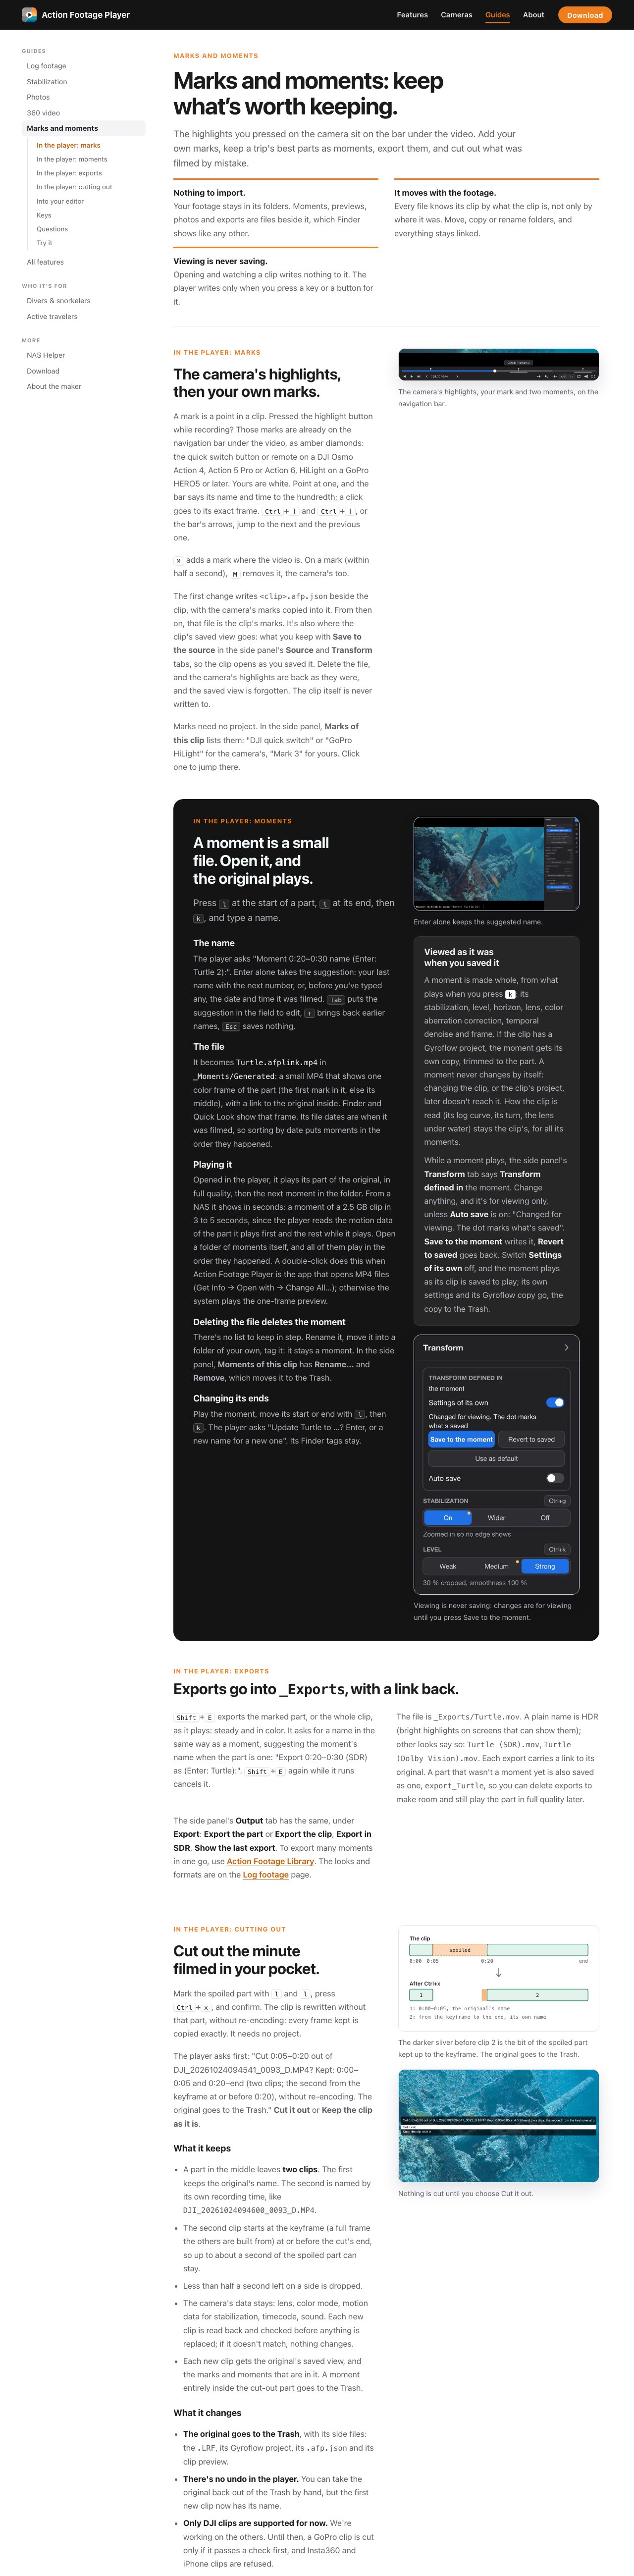 Action Footage Player
Features
Cameras
Guides
About
Download
GUIDES
Log footage
Stabilization
Photos
360 video
Marks and moments
In the player: marks
In the player: moments
In the player: exports
In the player: cutting out
Into your editor
Keys
Questions
Try it
All features
WHO IT'S FOR
Divers & snorkelers
Active travelers
MORE
NAS Helper
Download
About the maker
MARKS AND MOMENTS
Marks and moments: keep
what's worth keeping.
The highlights you pressed on the camera sit on the bar under the video. Add your
own marks, keep a trip's best parts as moments, export them, and cut out what was
filmed by mistake.
Nothing to import.
Your footage stays in its folders. Moments, previews,
photos and exports are files beside it, which Finder
shows like any other.
It moves with the footage.
Every file knows its clip by what the clip is, not only by
where it was. Move, copy or rename folders, and
everything stays linked.
Viewing is never saving.
Opening and watching a clip writes nothing to it. The
player writes only when you press a key or a button for
it.
IN THE PLAYER: MARKS
The camera's highlights,
then your own marks.
A mark is a point in a clip. Pressed the highlight button
while recording? Those marks are already on the
navigation bar under the video, as amber diamonds:
the quick switch button or remote on a DJI Osmo
Action 4, Action 5 Pro or Action 6, HiLight on a GoPro
HERO5 or later. Yours are white. Point at one, and the
bar says its name and time to the hundredth; a click
goes to its exact frame. Ctrl + ] and Ctrl + [ , or
the bar's arrows, jump to the next and the previous
one.
M adds a mark where the video is. On a mark (within
half a second), M removes it, the camera's too.
The first change writes <clip>.afp.json beside the
clip, with the camera's marks copied into it. From then
on, that file is the clip's marks. It's also where the
clip's saved view goes: what you keep with Save to
the source in the side panel's Source and Transform
tabs, so the clip opens as you saved it. Delete the file,
and the camera's highlights are back as they were,
and the saved view is forgotten. The clip itself is never
written to.
Marks need no project. In the side panel, Marks of
this clip lists them: "DJI quick switch" or "GoPro
HiLight" for the camera's, "Mark 3" for yours. Click
one to jump there.
The camera's highlights, your mark and two moments, on the
navigation bar.
IN THE PLAYER: MOMENTS
A moment is a small
file. Open it, and
the original plays.
Press l at the start of a part, l at its end, then
k, and type a name.
The name
The player asks "Moment 0:20–0:30 name (Enter:
Turtle 2):". Enter alone takes the suggestion: your last
name with the next number, or, before you've typed
any, the date and time it was filmed. Tab puts the
suggestion in the field to edit, ↑ brings back earlier
names, Esc saves nothing.
The file
It becomes Turtle.afplink.mp4 in
_Moments/Generated: a small MP4 that shows one
color frame of the part (the first mark in it, else its
middle), with a link to the original inside. Finder and
Quick Look show that frame. Its file dates are when it
was filmed, so sorting by date puts moments in the
order they happened.
Playing it
Opened in the player, it plays its part of the original, in
full quality, then the next moment in the folder. From a
NAS it shows in seconds: a moment of a 2.5 GB clip in
3 to 5 seconds, since the player reads the motion data
of the part it plays first and the rest while it plays. Open
a folder of moments itself, and all of them play in the
order they happened. A double-click does this when
Action Footage Player is the app that opens MP4 files
(Get Info → Open with → Change All…); otherwise the
system plays the one-frame preview.
Deleting the file deletes the moment
There's no list to keep in step. Rename it, move it into a
folder of your own, tag it: it stays a moment. In the side
panel, Moments of this clip has Rename… and
Remove, which moves it to the Trash.
Changing its ends
Play the moment, move its start or end with l, then
k. The player asks "Update Turtle to …? Enter, or a
new name for a new one". Its Finder tags stay.
Enter alone keeps the suggested name.
Viewed as it was
when you saved it
A moment is made whole, from what
plays when you press k: its
stabilization, level, horizon, lens, color
aberration correction, temporal
denoise and frame. If the clip has a
Gyroflow project, the moment gets its
own copy, trimmed to the part. A
moment never changes by itself:
changing the clip, or the clip's project,
later doesn't reach it. How the clip is
read (its log curve, its turn, the lens
under water) stays the clip's, for all its
moments.
While a moment plays, the side panel's
Transform tab says Transform
defined in the moment. Change
anything, and it's for viewing only,
unless Auto save is on: "Changed for
viewing. The dot marks what's saved".
Save to the moment writes it, Revert
to saved goes back. Switch Settings
of its own off, and the moment plays
as its clip is saved to play; its own
settings and its Gyroflow copy go, the
copy to the Trash.
Transform
TRANSFORM DEFINED IN
the moment
Settings of its own
Changed for viewing. The dot marks
what's saved
Save to the moment
Revert to saved
Use as default
Auto save
STABILIZATION
Ctrl+g
On
Wider
Off
Zoomed in so no edge shows
LEVEL
Ctrl+k
Weak
Medium
Strong
30 % cropped, smoothness 100 %
Viewing is never saving: changes are for viewing
until you press Save to the moment.
IN THE PLAYER: EXPORTS
Exports go into _Exports, with a link back.
Shift + E exports the marked part, or the whole clip,
as it plays: steady and in color. It asks for a name in the
same way as a moment, suggesting the moment's
name when the part is one: "Export 0:20–0:30 (SDR)
as (Enter: Turtle):". Shift + E again while it runs
cancels it.
The file is _Exports/Turtle.mov. A plain name is HDR
(bright highlights on screens that can show them);
other looks say so: Turtle (SDR).mov, Turtle
(Dolby Vision).mov. Each export carries a link to its
original. A part that wasn't a moment yet is also saved
as one, export_Turtle, so you can delete exports to
make room and still play the part in full quality later.
The side panel's Output tab has the same, under
Export: Export the part or Export the clip, Export in
SDR, Show the last export. To export many moments
in one go, use Action Footage Library. The looks and
formats are on the Log footage page.
IN THE PLAYER: CUTTING OUT
Cut out the minute
filmed in your pocket.
Mark the spoiled part with l and l, press
Ctrl + x, and confirm. The clip is rewritten without
that part, without re-encoding: every frame kept is
copied exactly. It needs no project.
The player asks first: "Cut 0:05–0:20 out of
DJI_20261024094541_0093_D.MP4? Kept: 0:00–
0:05 and 0:20–end (two clips; the second from the
keyframe at or before 0:20), without re-encoding. The
original goes to the Trash." Cut it out or Keep the clip
as it is.
What it keeps
• A part in the middle leaves two clips. The first
keeps the original's name. The second is named by
its own recording time, like
DJI_20261024094600_0093_D.MP4.
• The second clip starts at the keyframe (a full frame
the others are built from) at or before the cut's end,
so up to about a second of the spoiled part can
stay.
• Less than half a second left on a side is dropped.
• The camera's data stays: lens, color mode, motion
data for stabilization, timecode, sound. Each new
clip is read back and checked before anything is
replaced; if it doesn't match, nothing changes.
• Each new clip gets the original's saved view, and
the marks and moments that are in it. A moment
entirely inside the cut-out part goes to the Trash.
What it changes
• The original goes to the Trash, with its side files:
the .LRF, its Gyroflow project, its .afp.json and its
clip preview.
• There's no undo in the player. You can take the
original back out of the Trash by hand, but the first
new clip now has its name.
• Only DJI clips are supported for now. We're
working on the others. Until then, a GoPro clip is cut
only if it passes a check first, and Insta360 and
iPhone clips are refused.
The clip
spoiled
0:00 0:05 0:20 end
After Ctrl+x
1
2
1: 0:00–0:05, the original's name
2: from the keyframe to the end, its own name
The darker sliver before clip 2 is the bit of the spoiled part
kept up to the keyframe. The original goes to the Trash.
Nothing is cut until you choose Cut it out.